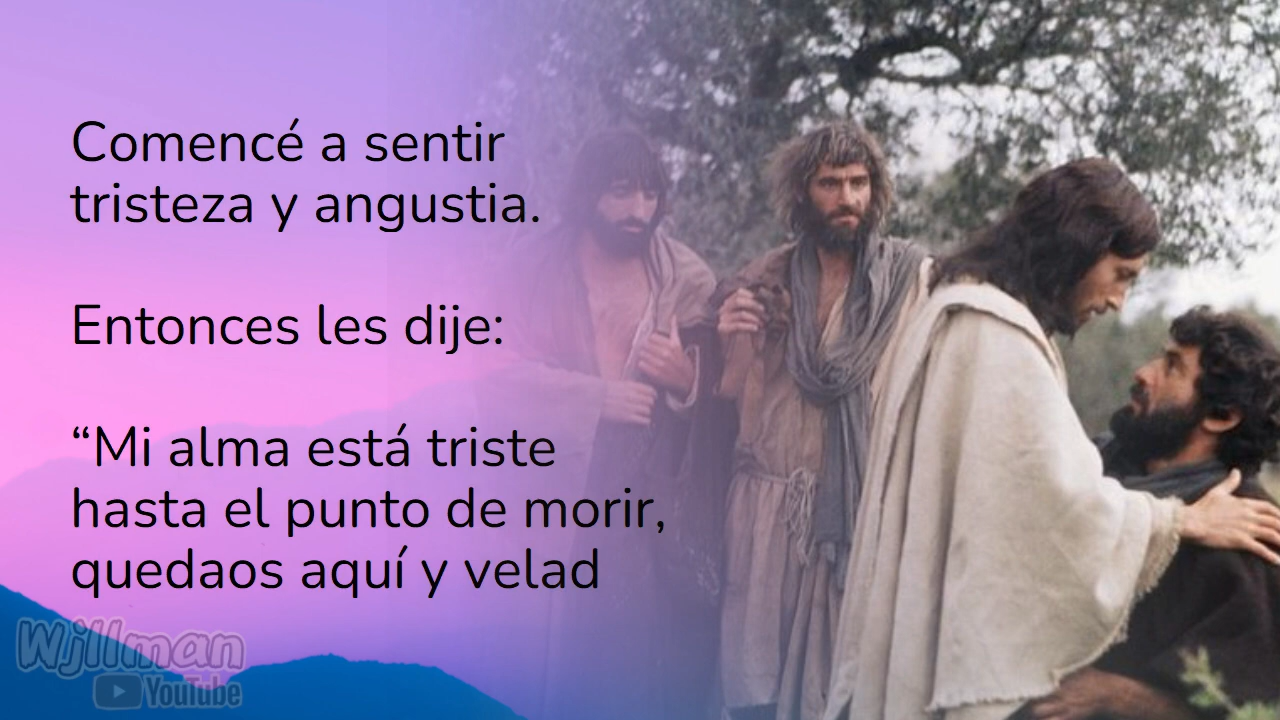 Comencé a sentir
tristeza y angustia.
Entonces les dije:
“Mi alma está triste
hasta el punto de morir,
quedaos aquí y velad
Wjllman
YouTube